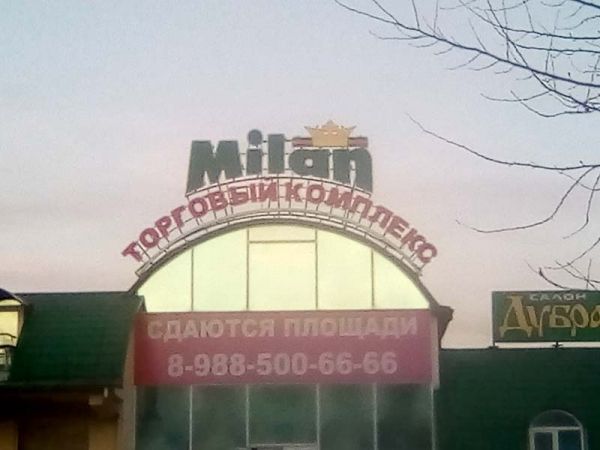 Milan
ТОРГОВЫЙ КОМПЛЕКС
СДАЮТСЯ ПЛОЩАДИ
8-988-500-66-66
САЛОН